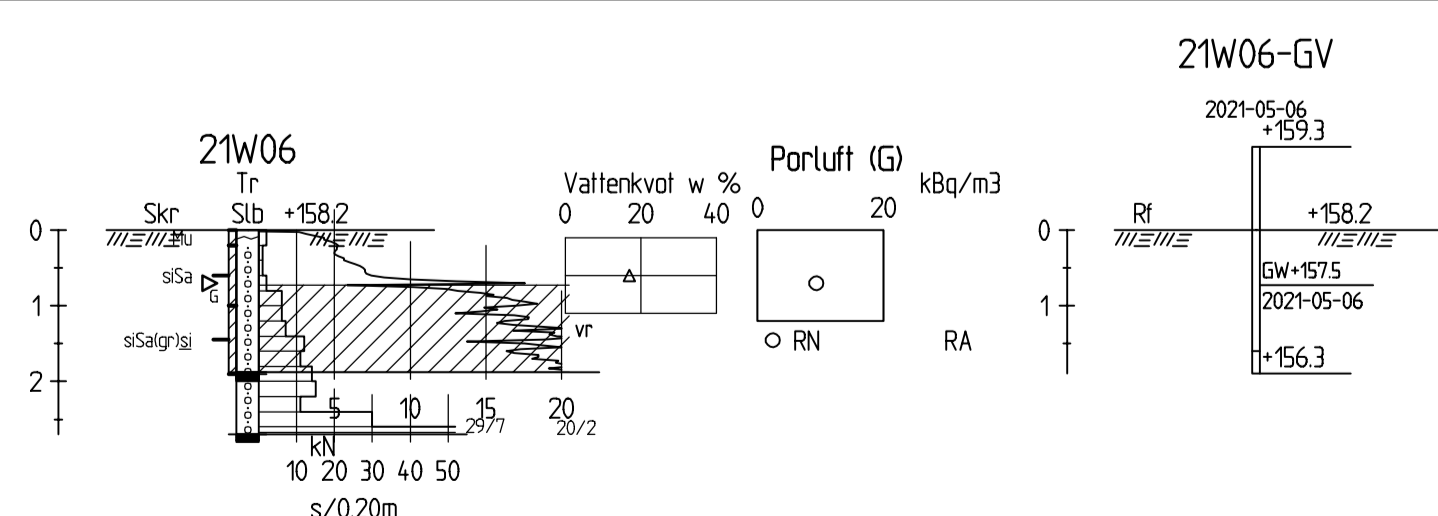 21W06-GV
2021-05-06
+159.3
21W06
Tr
Skr Slb +158.2
Porluft (G)
kBq/m3
Vattenkvot w %
0 20 40
0 20
Rf +158.2
0
Mu
siSa
G
1
siSa(gr)si
2
vr
RN RA
0
GW+157.5
2021-05-06
1
+156.3
5 10 15 20
29/7 20/2
kN
10 20 30 40 50
s/0.20m